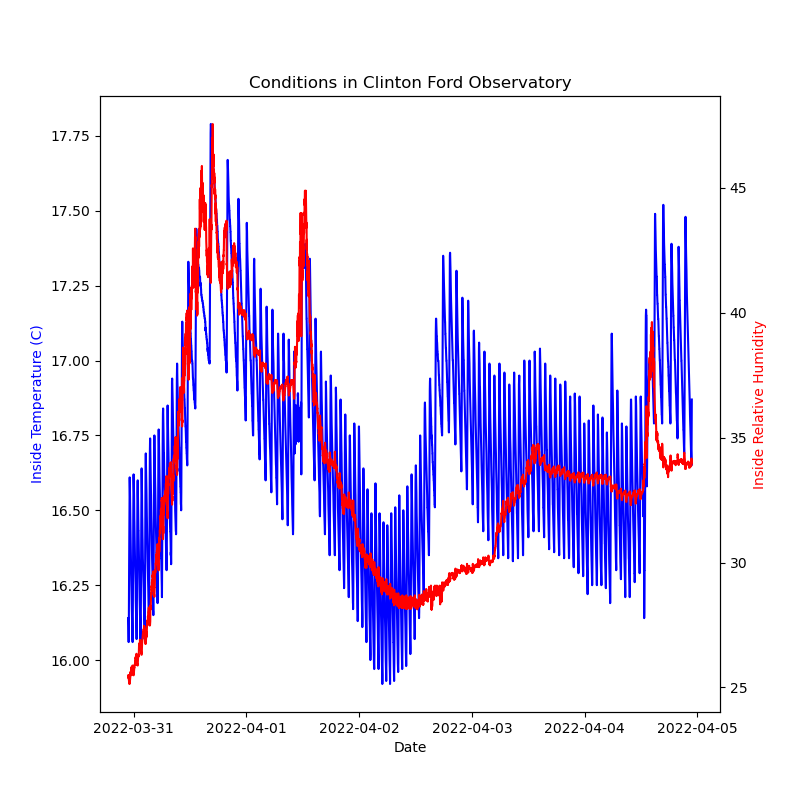 Conditions in Clinton Ford Observatory
17.75
17.50
17.25
17.00
16.75
16.50
16.25
16.00
Inside Temperature (C)
45
40
35
30
25
Inside Relative Humidity
2022-03-31 2022-04-01 2022-04-02 2022-04-03 2022-04-04 2022-04-05
Date